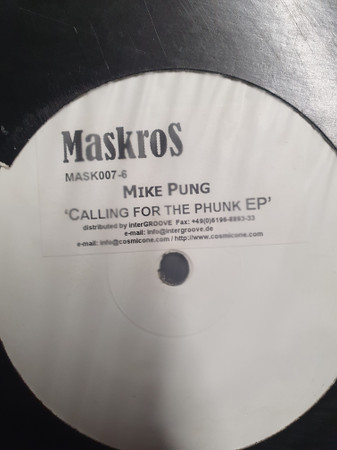 MaskroS
MASK007-6
MIKE PUNG
'CALLING FOR THE PHUNK EP'
distributed by interGROOVE Fax: +49(0)6196-8893-33
e-mail: info@intergroove.de
e-mail: info@cosmicone.com / http://www.cosmicone.com